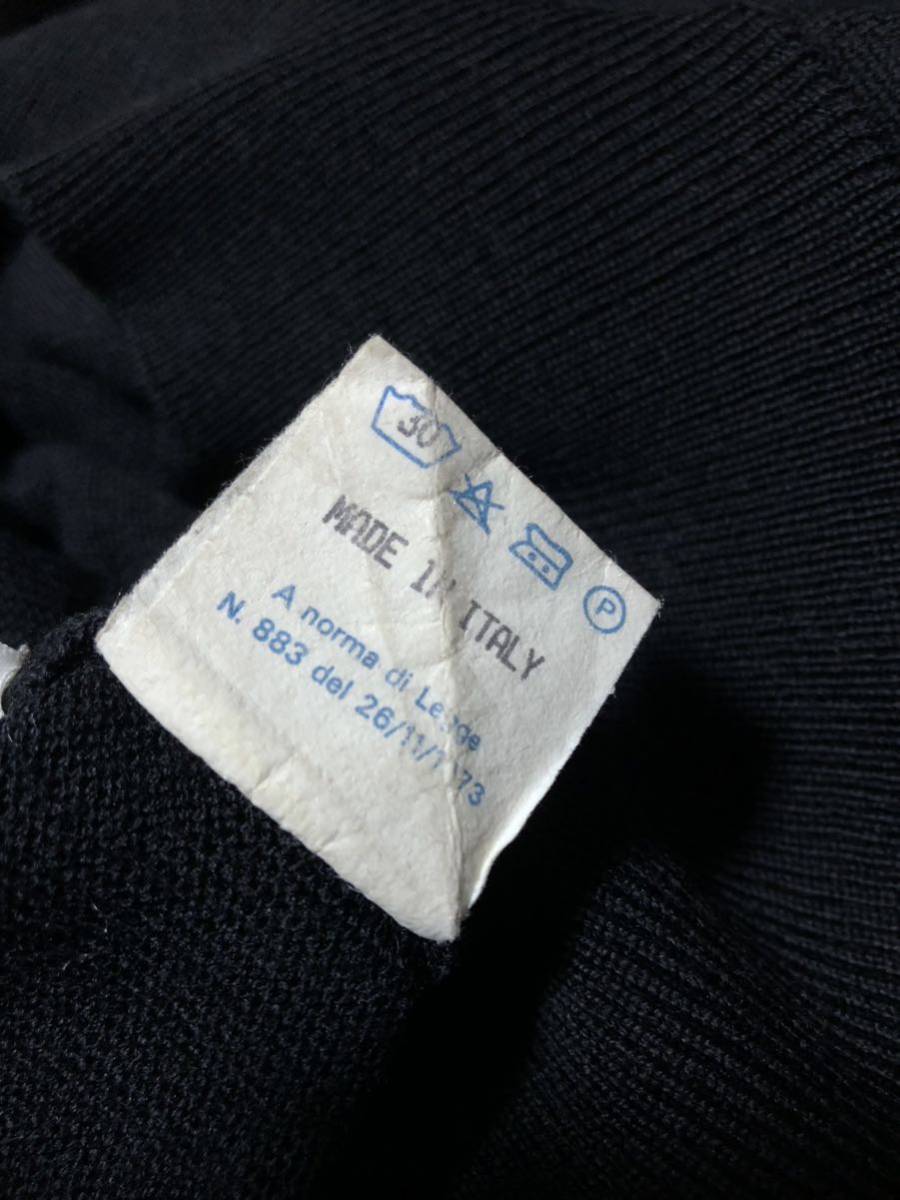 30
P
MADE IN ITALY
A norma di Legge
N. 883 del 26/11/1973